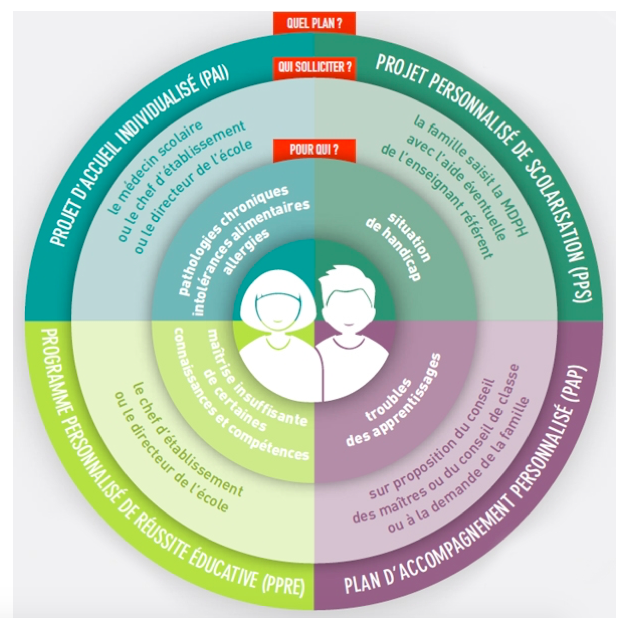 QUEL PLAN ?
QUI SOLLICITER ?
POUR QUI ?
PROJET D'ACCUEIL INDIVIDUALISÉ (PAI)
le médecin scolaire
ou le chef d'établissement
ou le directeur de l'école
pathologies chroniques
intolérances alimentaires
allergies
PROJET PERSONNALISÉ DE SCOLARISATION (PPS)
la famille saisit la MDPH
avec l'aide éventuelle
de l'enseignant référent
situation
de handicap
PROGRAMME PERSONNALISÉ DE RÉUSSITE ÉDUCATIVE (PPRE)
le chef d'établissement
ou le directeur de l'école
maîtrise insuffisante
de certaines
connaissances et compétences
PLAN D'ACCOMPAGNEMENT PERSONNALISÉ (PAP)
sur proposition du conseil
des maîtres ou du conseil de classe
ou à la demande de la famille
troubles
des apprentissages